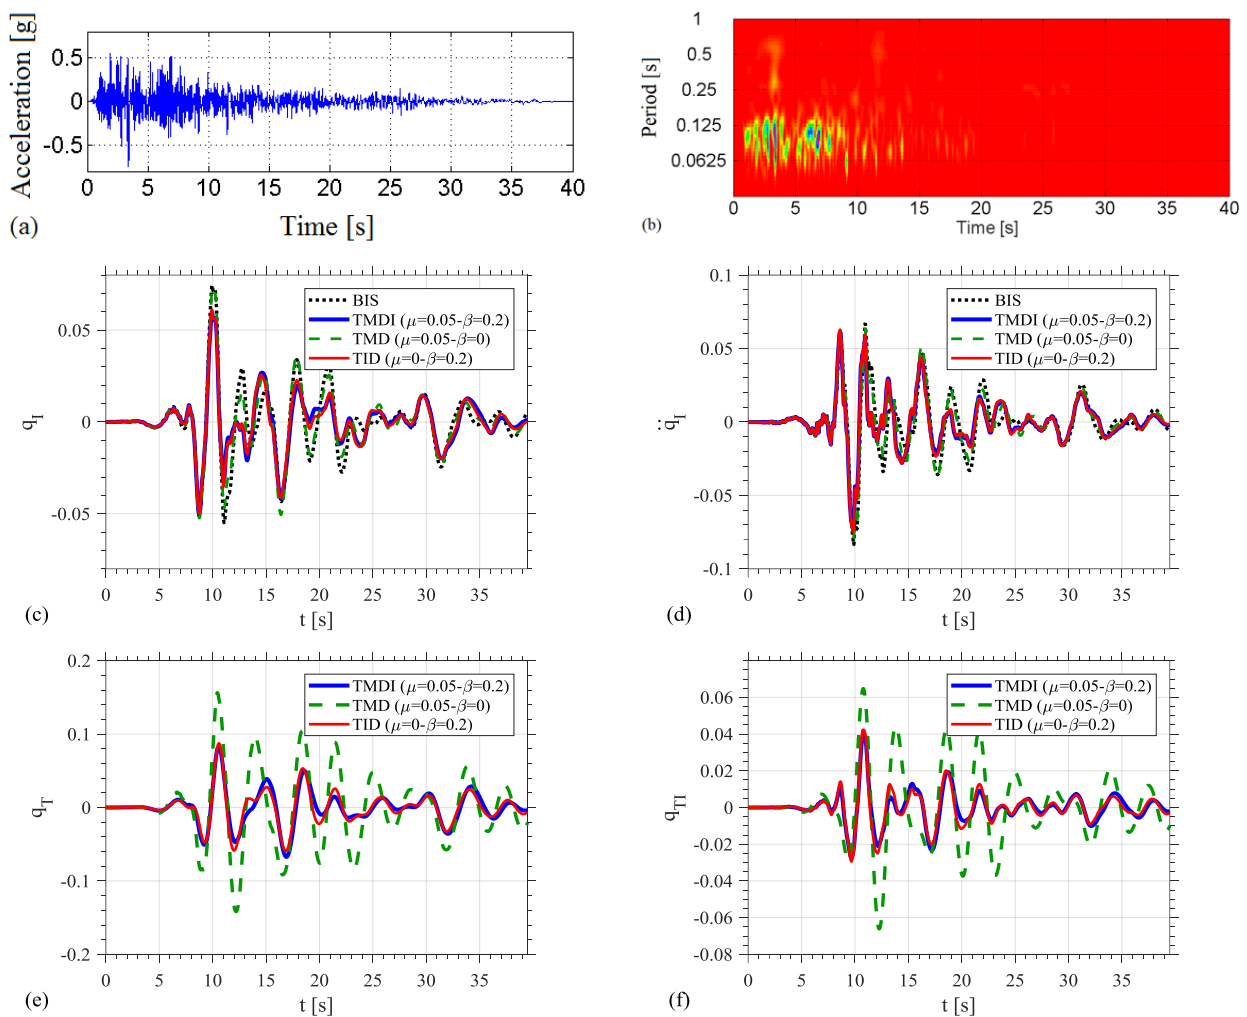 Acceleration [g]
0.5
0
-0.5
0 5 10 15 20 25 30 35 40
(a) Time [s]
Period [s]
1
0.5
0.25
0.125
0.0625
0 5 10 15 20 25 30 35 40
(b) Time [s]
q_I
0.05
0
-0.05
BIS
TMDI (μ=0.05-β=0.2)
TMD (μ=0.05-β=0)
TID (μ=0-β=0.2)
0 5 10 15 20 25 30 35
(c) t [s]
q̈_I
0.1
0.05
0
-0.05
-0.1
BIS
TMDI (μ=0.05-β=0.2)
TMD (μ=0.05-β=0)
TID (μ=0-β=0.2)
0 5 10 15 20 25 30 35
(d) t [s]
q_T
0.2
0.1
0
-0.1
-0.2
TMDI (μ=0.05-β=0.2)
TMD (μ=0.05-β=0)
TID (μ=0-β=0.2)
0 5 10 15 20 25 30 35
(e) t [s]
q_TI
0.06
0.04
0.02
0
-0.02
-0.04
-0.06
-0.08
TMDI (μ=0.05-β=0.2)
TMD (μ=0.05-β=0)
TID (μ=0-β=0.2)
0 5 10 15 20 25 30 35
(f) t [s]